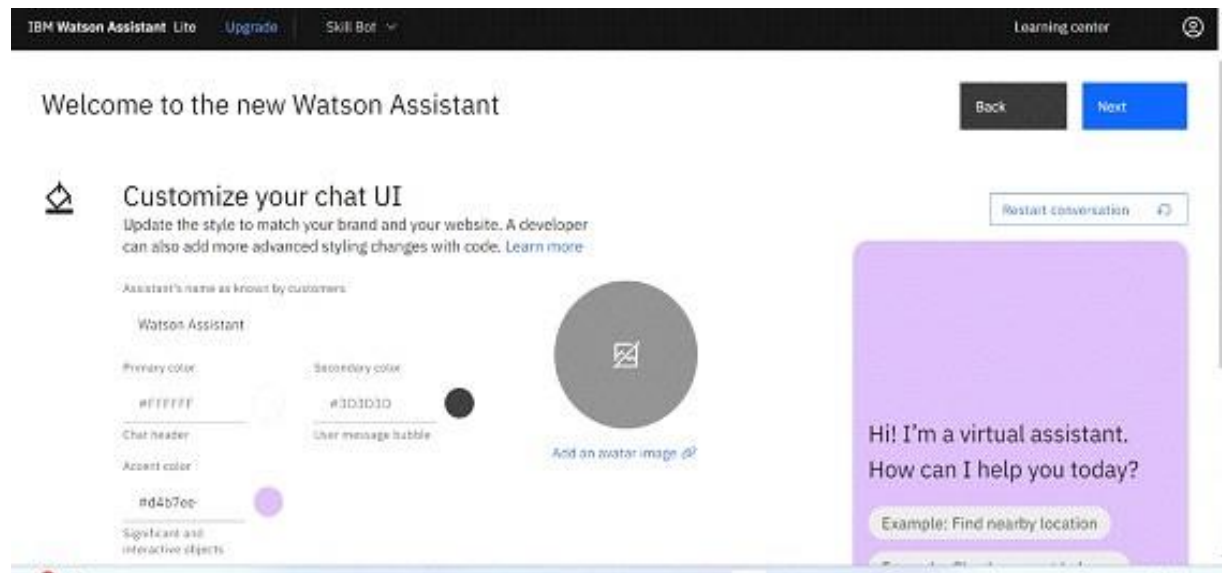 IBM Watson Assistant Lite Upgrade Skill Bot Learning center
Welcome to the new Watson Assistant
Back Next
Customize your chat UI
Update the style to match your brand and your website. A developer
can also add more advanced styling changes with code. Learn more
Restart conversation
Assistant's name as known by customers
Watson Assistant
Primary color
Secondary color
#FFFFFF
#3D3D3D
Chat header
User message bubble
Add an avatar image
Accent color
#d4b7ee
Significant and
interactive objects
Hi! I'm a virtual assistant.
How can I help you today?
Example: Find nearby location